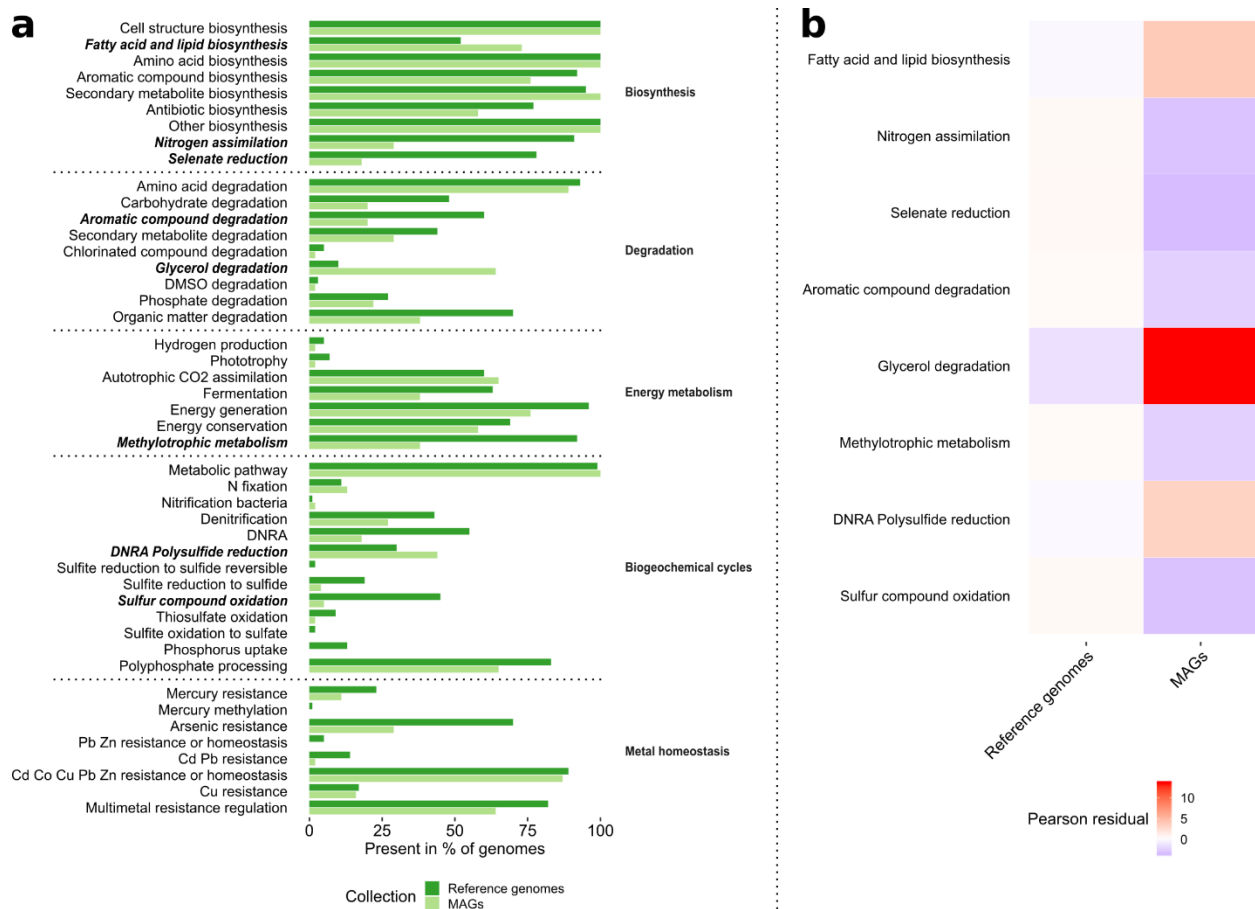 a
Cell structure biosynthesis
Fatty acid and lipid biosynthesis
Amino acid biosynthesis
Aromatic compound biosynthesis
Secondary metabolite biosynthesis
Antibiotic biosynthesis
Other biosynthesis
Nitrogen assimilation
Selenate reduction
Biosynthesis
Amino acid degradation
Carbohydrate degradation
Aromatic compound degradation
Secondary metabolite degradation
Chlorinated compound degradation
Glycerol degradation
DMSO degradation
Phosphate degradation
Organic matter degradation
Degradation
Hydrogen production
Phototrophy
Autotrophic CO2 assimilation
Fermentation
Energy generation
Energy conservation
Methylotrophic metabolism
Energy metabolism
Metabolic pathway
N fixation
Nitrification bacteria
Denitrification
DNRA
DNRA Polysulfide reduction
Sulfite reduction to sulfide reversible
Sulfite reduction to sulfide
Sulfur compound oxidation
Thiosulfate oxidation
Sulfite oxidation to sulfate
Phosphorus uptake
Polyphosphate processing
Biogeochemical cycles
Mercury resistance
Mercury methylation
Arsenic resistance
Pb Zn resistance or homeostasis
Cd Pb resistance
Cd Co Cu Pb Zn resistance or homeostasis
Cu resistance
Multimetal resistance regulation
Metal homeostasis
0 25 50 75 100
Present in % of genomes
Collection
Reference genomes
MAGs
b
Fatty acid and lipid biosynthesis
Nitrogen assimilation
Selenate reduction
Aromatic compound degradation
Glycerol degradation
Methylotrophic metabolism
DNRA Polysulfide reduction
Sulfur compound oxidation
Reference genomes
MAGs
Pearson residual
10
5
0